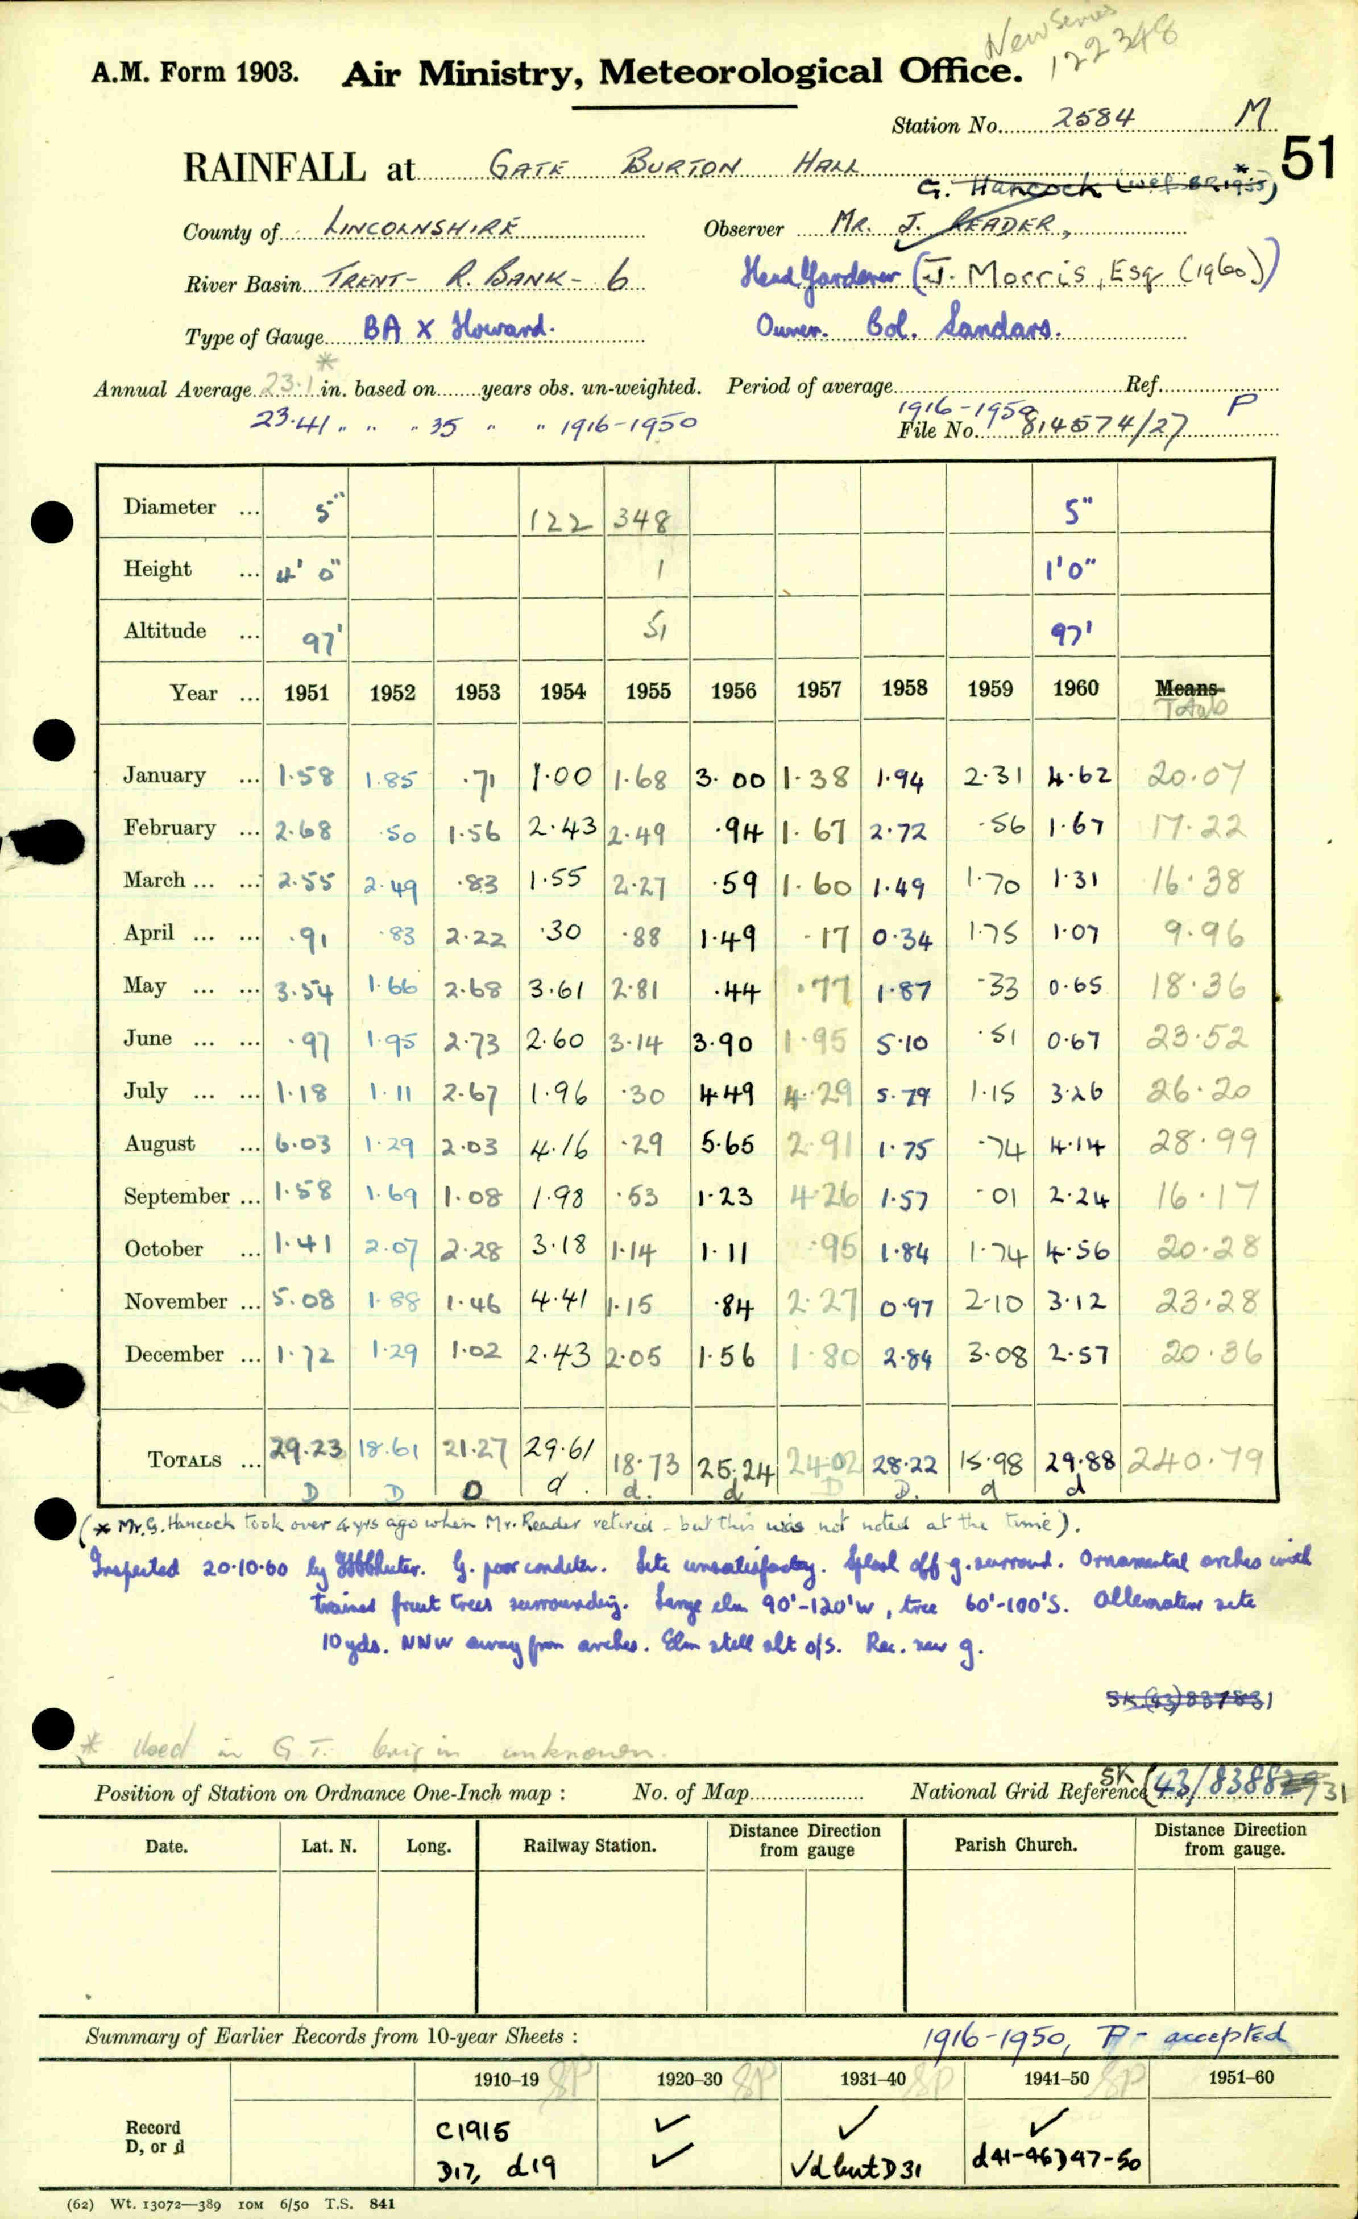 New Series
122348
A.M. Form 1903. Air Ministry, Meteorological Office.
Station No. 2584 M
51
RAINFALL at GATE BURTON HALL
G. Hancock (wef 1955) *
County of LINCOLNSHIRE Observer MR. J. READER,
River Basin TRENT - R. BANK - 6 Head Gardener (J. Morris, Esq (1960))
Type of Gauge BA X Howard. Owner. Col. Sandars.
Annual Average 23.1* in. based on years obs. un-weighted. Period of average Ref.
23.41 " " " 35 " " 1916-1950 1916-1950 P
File No. 814574/27
Diameter ... 5" 122 348 5"
Height ... 4' 0" 1 1'0"
Altitude ... 97' 51 97'
Year ... 1951 1952 1953 1954 1955 1956 1957 1958 1959 1960 Means
Totals
January ... 1.58 1.85 .71 1.00 1.68 3.00 1.38 1.94 2.31 4.62 20.07
February ... 2.68 .50 1.56 2.43 2.49 .94 1.67 2.72 .56 1.67 17.22
March ... ... 2.55 2.49 .83 1.55 2.27 .59 1.60 1.49 1.70 1.31 16.38
April ... ... .91 .83 2.22 .30 .88 1.49 .17 0.34 1.75 1.07 9.96
May ... ... 3.54 1.66 2.68 3.61 2.81 .44 .77 1.87 .33 0.65 18.36
June ... ... .97 1.95 2.73 2.60 3.14 3.90 1.95 5.10 .51 0.67 23.52
July ... ... 1.18 1.11 2.67 1.96 .30 4.49 4.29 5.79 1.15 3.26 26.20
August ... 6.03 1.29 2.03 4.16 .29 5.65 2.91 1.75 .74 4.14 28.99
September ... 1.58 1.69 1.08 1.98 .53 1.23 4.26 1.57 .01 2.24 16.17
October ... 1.41 2.07 2.28 3.18 1.14 1.11 .95 1.84 1.74 4.56 20.28
November ... 5.08 1.88 1.46 4.41 1.15 .84 2.27 0.97 2.10 3.12 23.28
December ... 1.72 1.29 1.02 2.43 2.05 1.56 1.80 2.84 3.08 2.57 20.36
TOTALS ... 29.23 18.61 21.27 29.61 18.73 25.24 24.02 28.22 15.98 29.88 240.79
D D D d. d. d D D. d d
(* Mr. G. Hancock took over 4 yrs ago when Mr. Reader retired - but this was not noted at the time).
Inspected 20.10.60 by G. poor condition. Site unsatisfactory. Splash off g. surround. Ornamental arches with
trained fruit trees surrounding. Large elm 90'-120' W, tree 60'-100' S. Alternative site
10 yds. NNW away from arches. Elm still alt o/s. Rec. new g.
SK(43)837831
* Used in G.T. Origin unknown.
Position of Station on Ordnance One-Inch map : No. of Map National Grid Reference SK (43/838831
Date. Lat. N. Long. Railway Station. Distance Direction from gauge Parish Church. Distance Direction from gauge.
Summary of Earlier Records from 10-year Sheets : 1916-1950, P - accepted
1910-19 SP 1920-30 SP 1931-40 SP 1941-50 SP 1951-60
Record C1915 ✓ ✓ ✓
D, or d D17, d19 ✓ ✓d but D31 d41-46 D47-50
(62) Wt. 13072—389 10M 6/50 T.S. 841